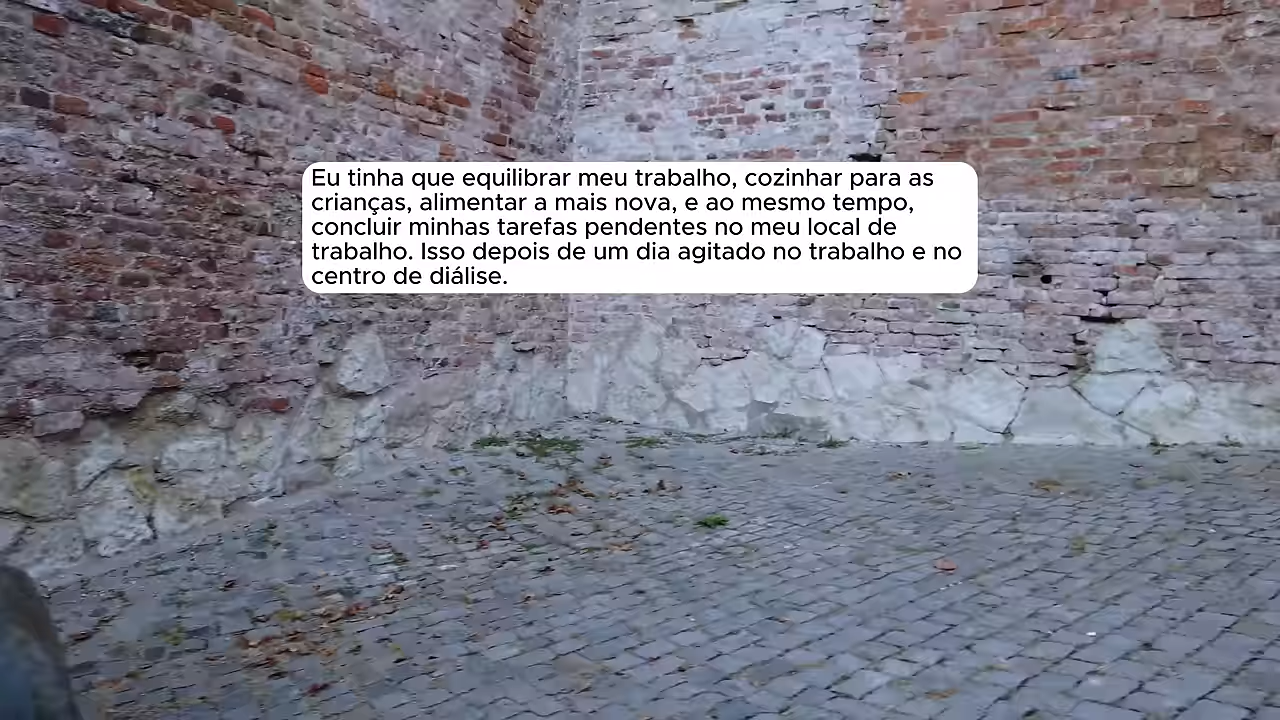 Eu tinha que equilibrar meu trabalho, cozinhar para as
crianças, alimentar a mais nova, e ao mesmo tempo,
concluir minhas tarefas pendentes no meu local de
trabalho. Isso depois de um dia agitado no trabalho e no
centro de diálise.